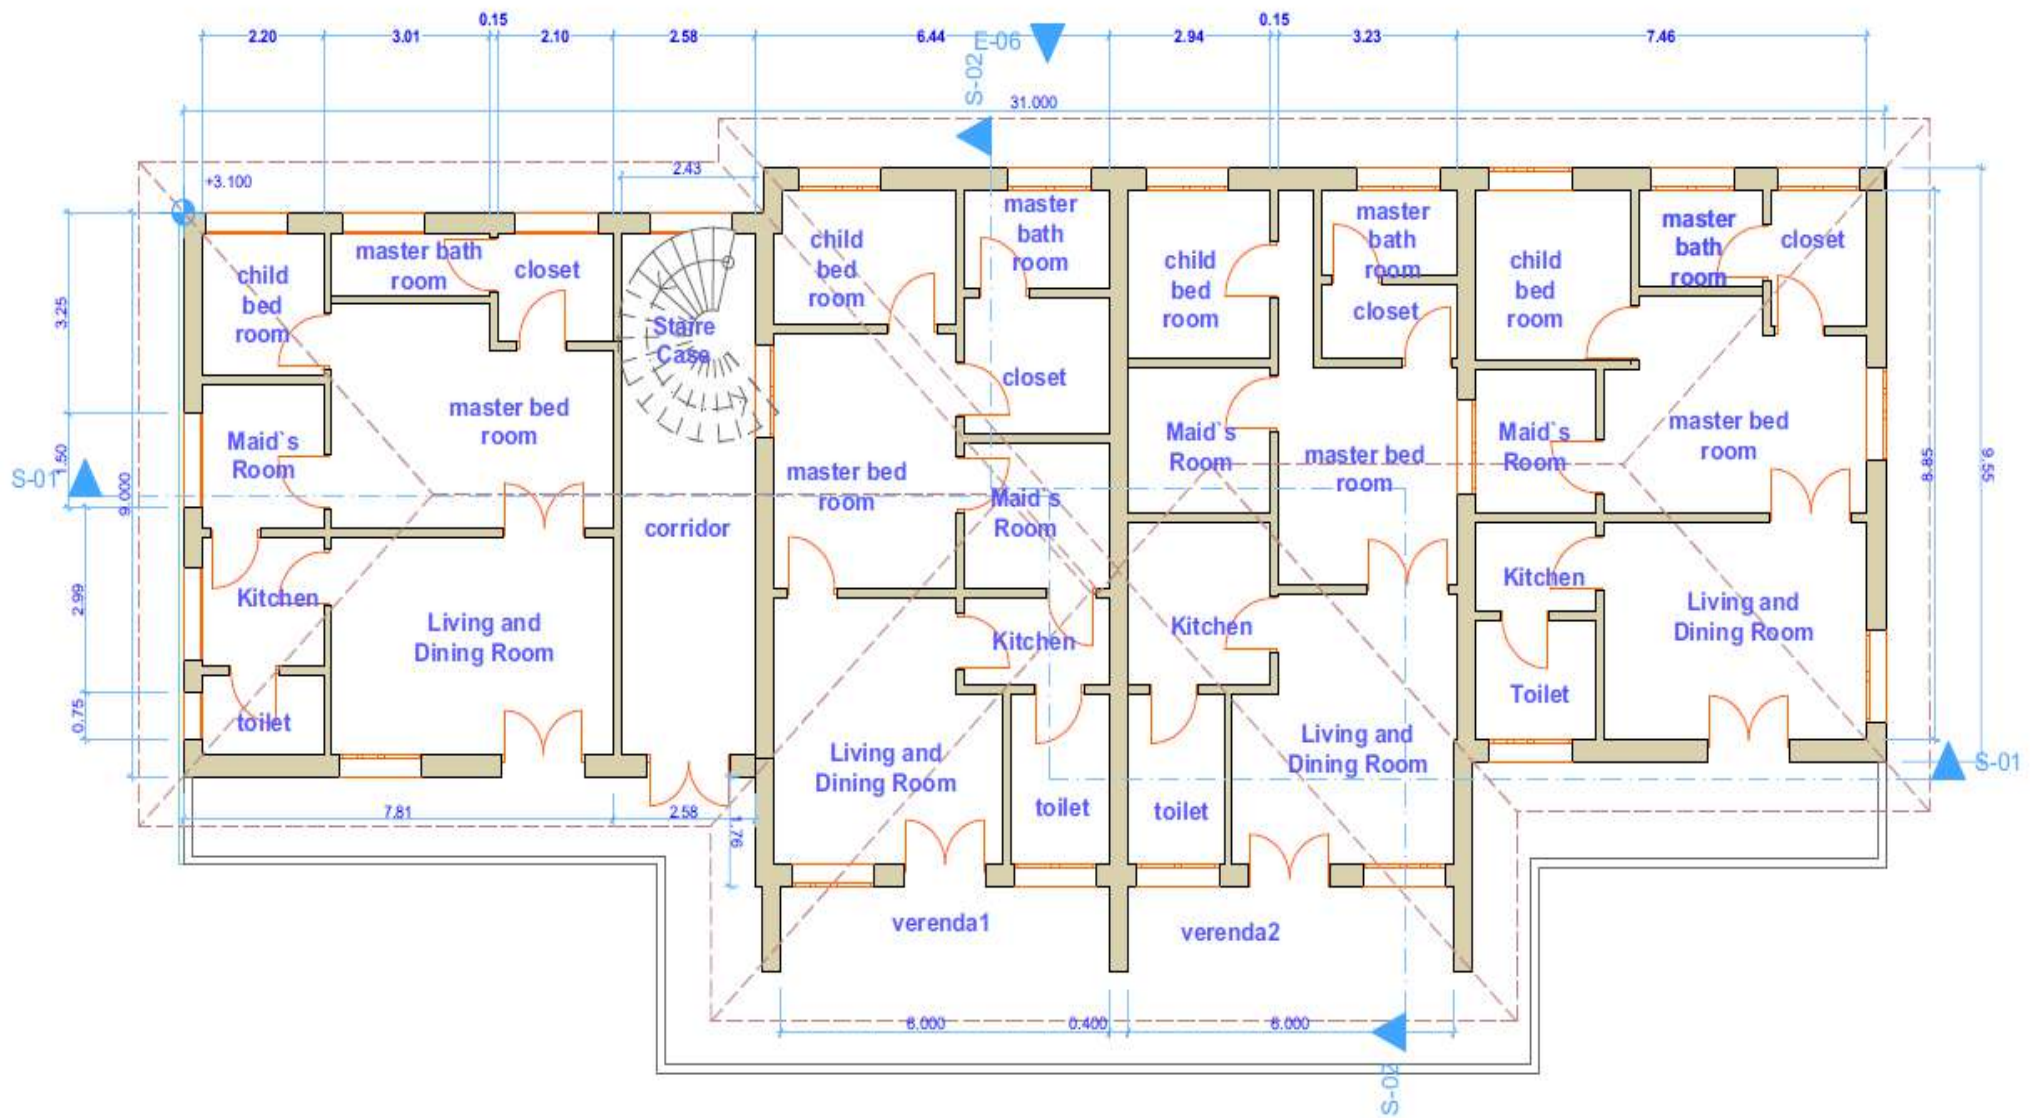 0.15
0.15
2.20
3.01
2.10
2.58
6.44
E-06
2.94
3.23
7.46
S-02
31.000
2.43
+3.100
child
bed
room
master bath
room
closet
Staire
Case
child
bed
room
master
bath
room
child
bed
room
master
bath
room
closet
child
bed
room
master
bath
room
closet
3.25
closet
master bed
room
Maid`s
Room
1.50
S-01
9.000
corridor
master bed
room
Maid`s
Room
Maid`s
Room
master bed
room
Maid`s
Room
master bed
room
8.85
9.55
2.99
Kitchen
Living and
Dining Room
Kitchen
Kitchen
Kitchen
Living and
Dining Room
0.75
toilet
Toilet
Living and
Dining Room
toilet
toilet
Living and
Dining Room
S-01
7.81
2.58
1.76
verenda1
verenda2
6.000
0.400
6.000
S-02